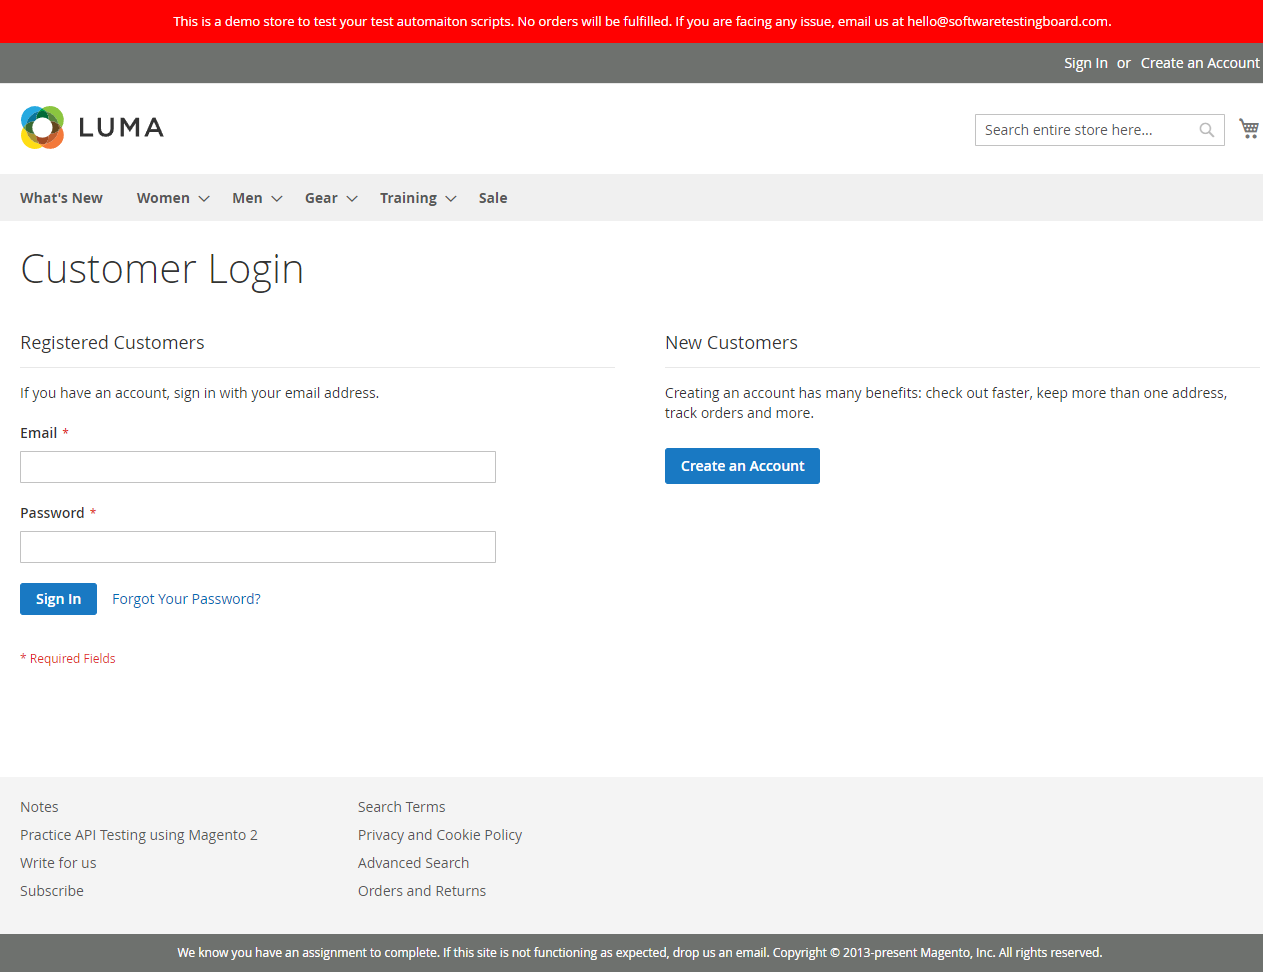 This is a demo store to test your test automaiton scripts. No orders will be fulfilled. If you are facing any issue, email us at hello@softwaretestingboard.com.
Sign In or Create an Account
LUMA
Search entire store here...
What's New Women Men Gear Training Sale
Customer Login
Registered Customers
If you have an account, sign in with your email address.
Email *
Password *
Sign In Forgot Your Password?
* Required Fields
New Customers
Creating an account has many benefits: check out faster, keep more than one address,
track orders and more.
Create an Account
Notes
Practice API Testing using Magento 2
Write for us
Subscribe
Search Terms
Privacy and Cookie Policy
Advanced Search
Orders and Returns
We know you have an assignment to complete. If this site is not functioning as expected, drop us an email. Copyright © 2013-present Magento, Inc. All rights reserved.